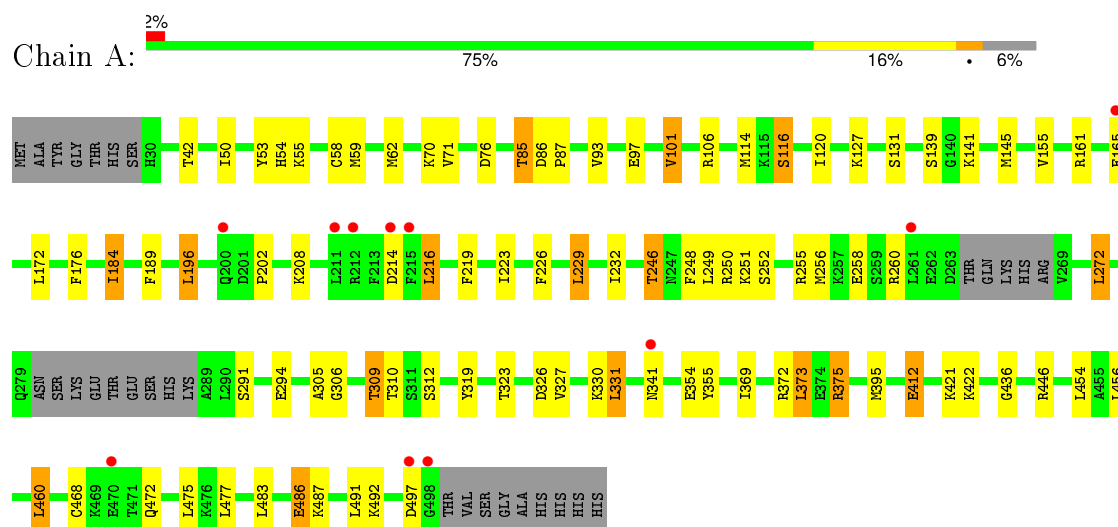 2%
Chain A:
75% 16% • 6%
MET ALA TYR GLY THR HIS SER H30 T42 I50 Y53 H54 K55 C58 M59 M62 K70 V71 D76 T85 D86 P87 V93 E97 V101 R106 M114 K115 S116 I120 K127 S131 S139 G140 K141 M145 V155 R161 E165
L172 F176 I184 F189 L196 Q200 D201 P202 K208 L211 R212 F213 D214 F215 L216 F219 I223 F226 L229 I232 T246 N247 F248 L249 R250 K251 S252 R255 M256 K257 E258 S259 R260 L261 E262 D263 THR GLN LYS HIS ARG V269 L272
Q279 ASN SER LYS GLU THR GLU SER HIS LYS A289 L290 S291 E294 A305 G306 T309 T310 S311 S312 Y319 T323 D326 V327 K330 L331 N341 E354 Y355 I369 R372 L373 E374 R375 M395 E412 K421 K422 G436 R446 L454 A455 L456
L460 C468 K469 E470 T471 Q472 L475 K476 L477 L483 E486 K487 L491 K492 D497 G498 THR VAL SER GLY ALA HIS HIS HIS HIS